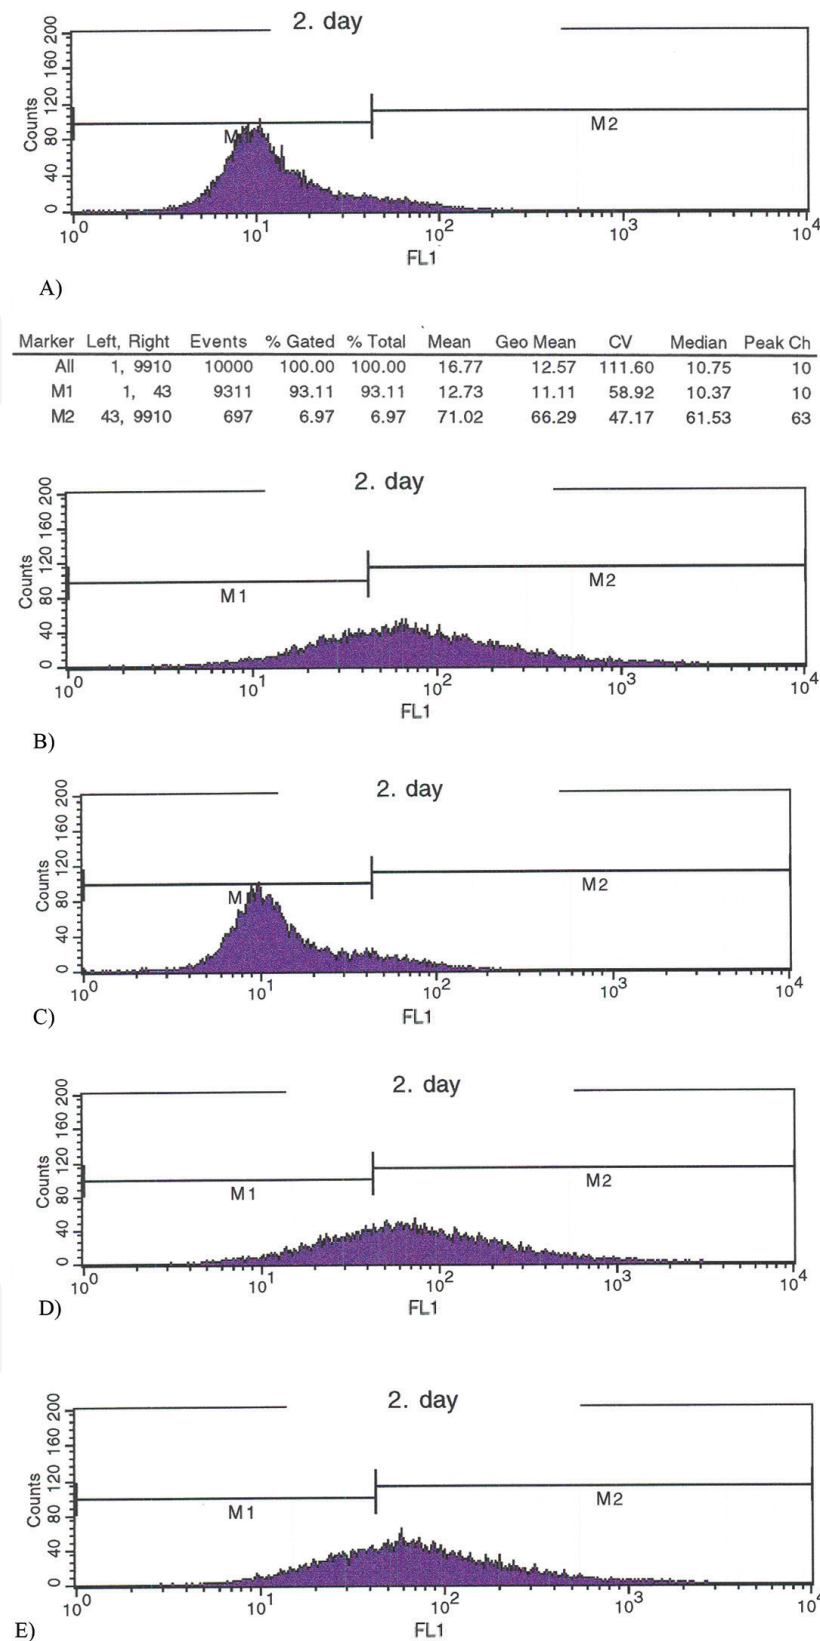 2. day
200
160
120
80
40
0
Counts
M
M2
10^0 10^1 10^2 10^3 10^4
FL1
A)
Marker Left, Right Events % Gated % Total Mean Geo Mean CV Median Peak Ch
All 1, 9910 10000 100.00 100.00 16.77 12.57 111.60 10.75 10
M1 1, 43 9311 93.11 93.11 12.73 11.11 58.92 10.37 10
M2 43, 9910 697 6.97 6.97 71.02 66.29 47.17 61.53 63
2. day
200
160
120
80
40
0
Counts
M1
M2
10^0 10^1 10^2 10^3 10^4
FL1
B)
2. day
200
160
120
80
40
0
Counts
M
M2
10^0 10^1 10^2 10^3 10^4
FL1
C)
2. day
200
160
120
80
40
0
Counts
M1
M2
10^0 10^1 10^2 10^3 10^4
FL1
D)
2. day
200
160
120
80
40
0
Counts
M1
M2
10^0 10^1 10^2 10^3 10^4
FL1
E)